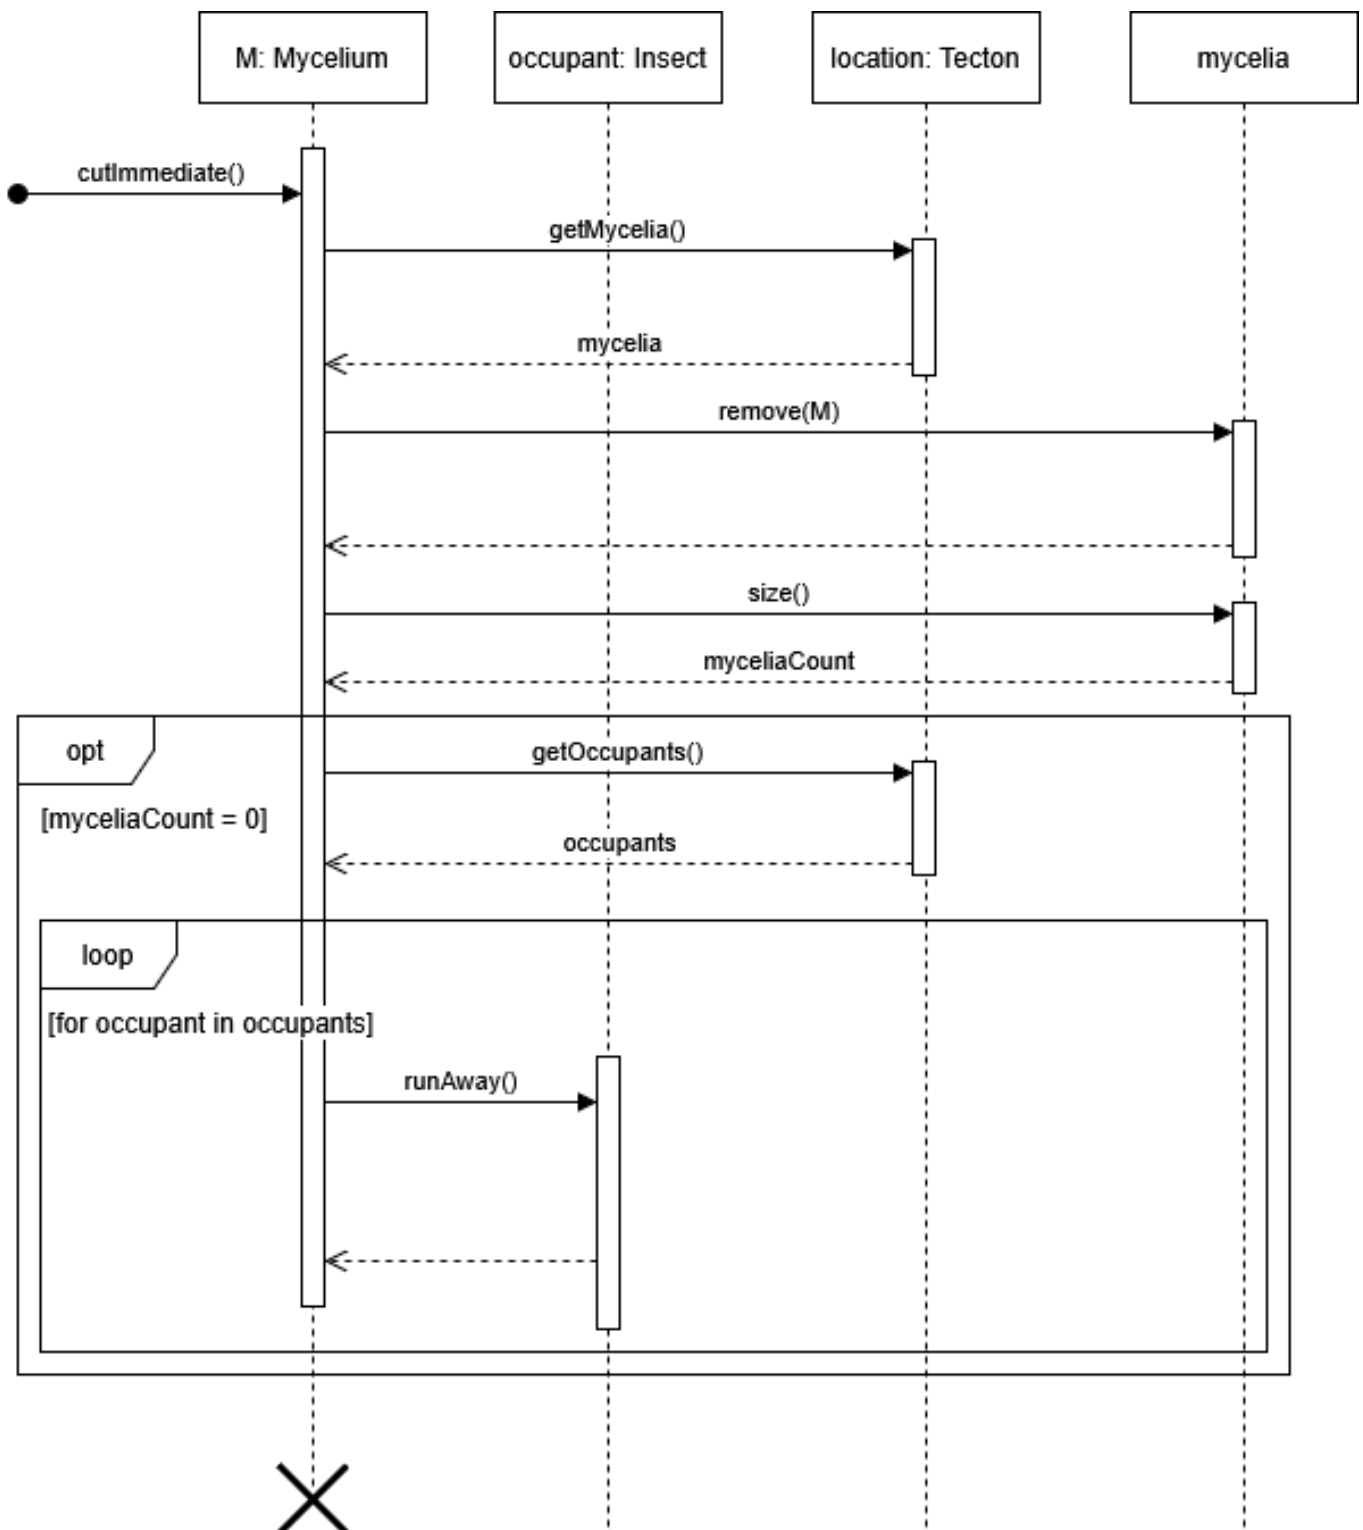 M: Mycelium
occupant: Insect
location: Tecton
mycelia
cutImmediate()
getMycelia()
mycelia
remove(M)
size()
myceliaCount
opt
getOccupants()
[myceliaCount = 0]
occupants
loop
[for occupant in occupants]
runAway()